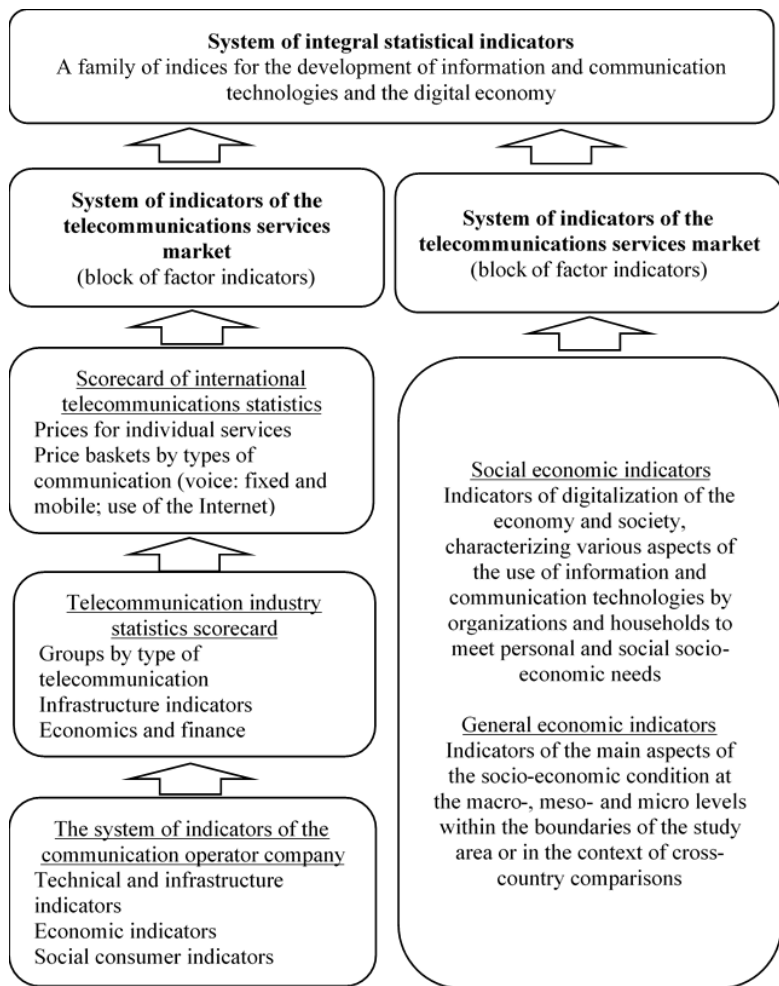 System of integral statistical indicators
A family of indices for the development of information and communication
technologies and the digital economy
System of indicators of the
telecommunications services
market
(block of factor indicators)
System of indicators of the
telecommunications services market
(block of factor indicators)
Scorecard of international
telecommunications statistics
Prices for individual services
Price baskets by types of
communication (voice: fixed and
mobile; use of the Internet)
Telecommunication industry
statistics scorecard
Groups by type of
telecommunication
Infrastructure indicators
Economics and finance
The system of indicators of the
communication operator company
Technical and infrastructure
indicators
Economic indicators
Social consumer indicators
Social economic indicators
Indicators of digitalization of the
economy and society,
characterizing various aspects of
the use of information and
communication technologies by
organizations and households to
meet personal and social socio-
economic needs
General economic indicators
Indicators of the main aspects of
the socio-economic condition at
the macro-, meso- and micro levels
within the boundaries of the study
area or in the context of cross-
country comparisons